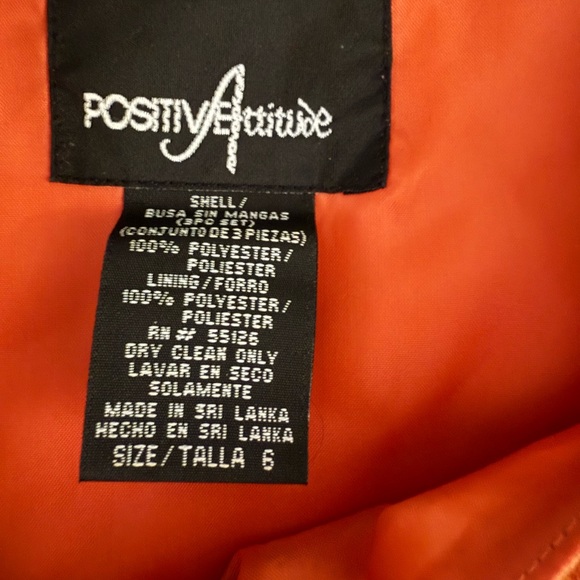 POSITIVE Attitude
SHELL/
BUSA SIN MANGAS
(3PC SET)
(CONJUNTO DE 3 PIEZAS)
100% POLYESTER/
POLIESTER
LINING/FORRO
100% POLYESTER/
POLIESTER
RN# 55126
DRY CLEAN ONLY
LAVAR EN SECO
SOLAMENTE
MADE IN SRI LANKA
HECHO EN SRI LANKA
SIZE/TALLA 6